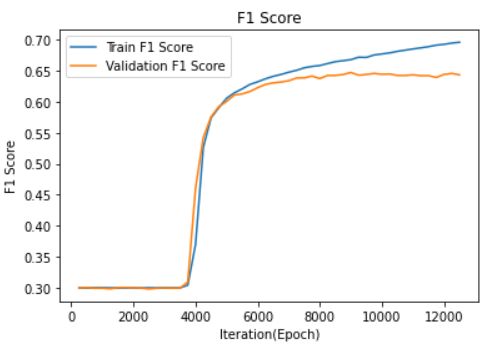 F1 Score
Train F1 Score
Validation F1 Score
0.70
0.65
0.60
0.55
0.50
0.45
0.40
0.35
0.30
F1 Score
0 2000 4000 6000 8000 10000 12000
Iteration(Epoch)